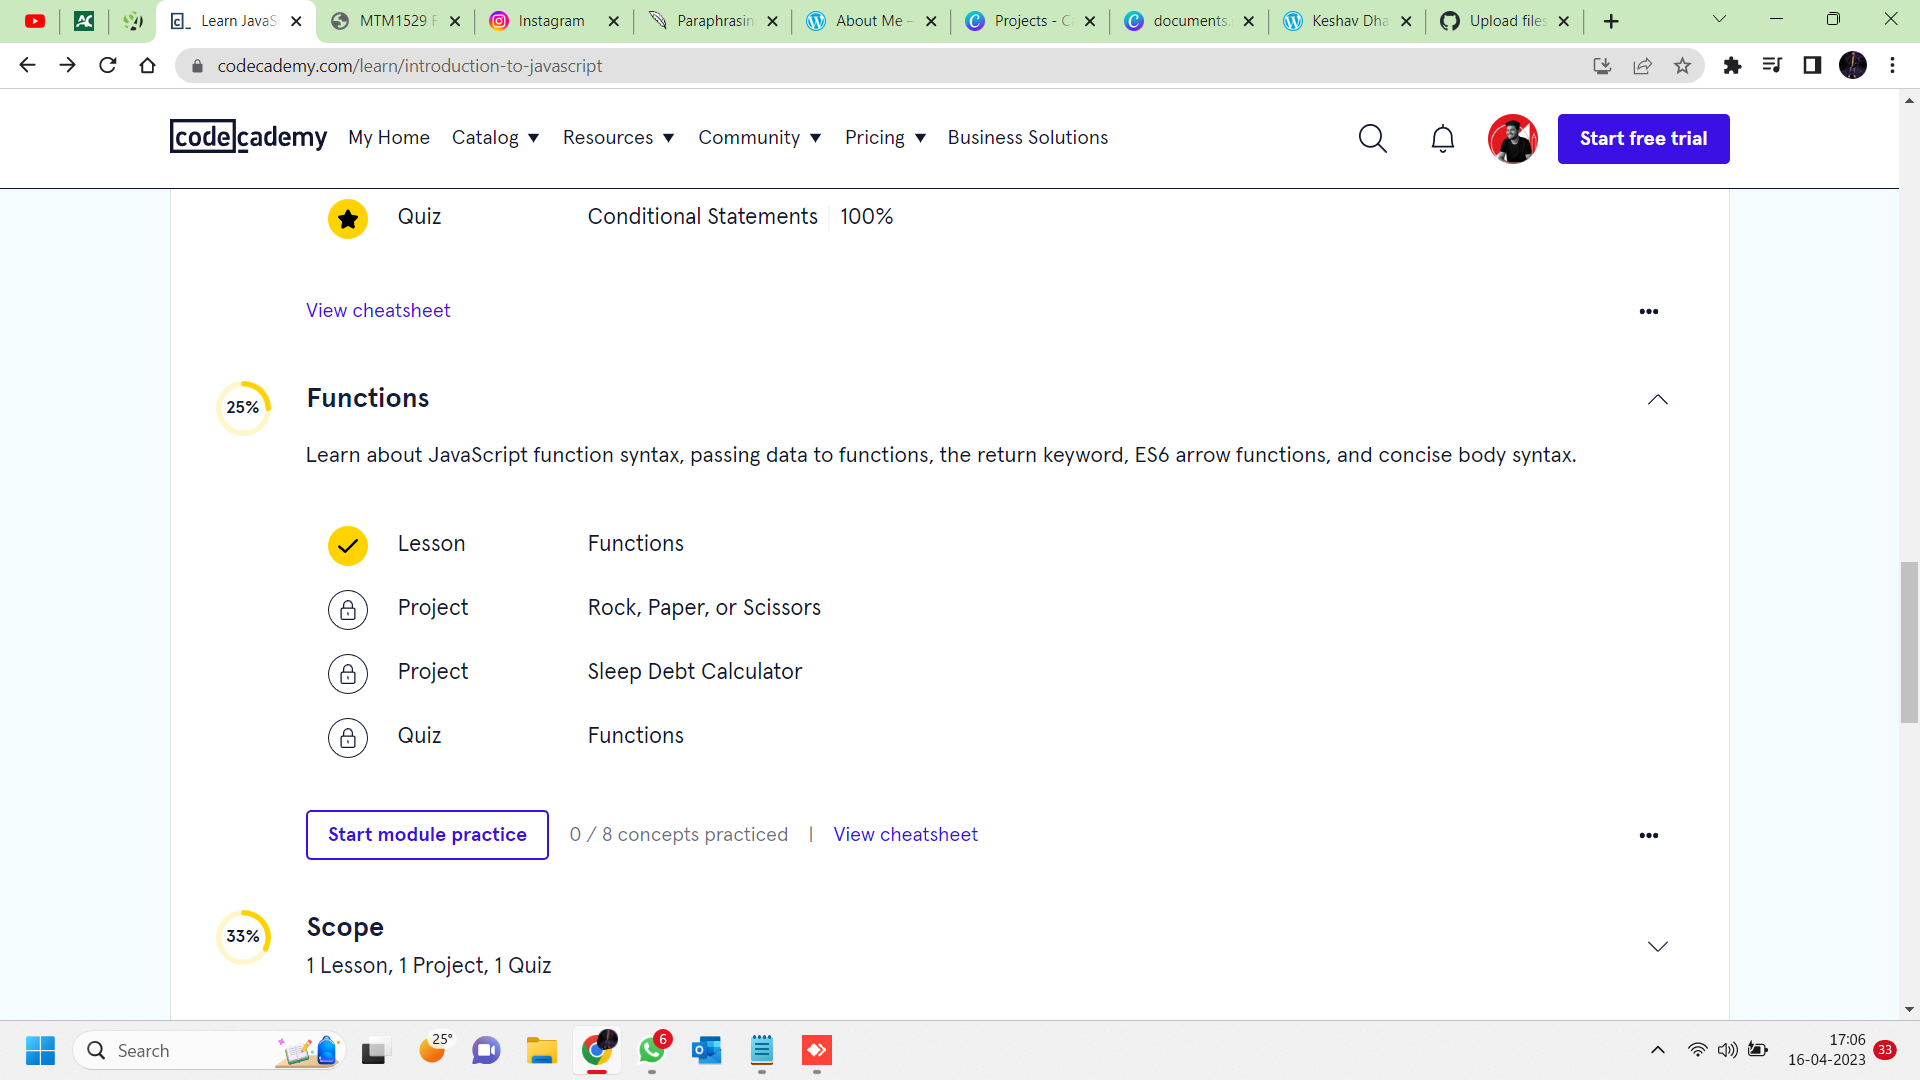 Learn JavaS
MTM1529 F
Instagram
Paraphrasin
About Me –
Projects - C
documents.
Keshav Dha
Upload files
codecademy.com/learn/introduction-to-javascript
codecademy
My Home
Catalog
Resources
Community
Pricing
Business Solutions
Start free trial
Quiz
Conditional Statements
100%
View cheatsheet
25%
Functions
Learn about JavaScript function syntax, passing data to functions, the return keyword, ES6 arrow functions, and concise body syntax.
Lesson
Functions
Project
Rock, Paper, or Scissors
Project
Sleep Debt Calculator
Quiz
Functions
Start module practice
0 / 8 concepts practiced
|
View cheatsheet
33%
Scope
1 Lesson, 1 Project, 1 Quiz
Search
25°
6
17:06
16-04-2023
33